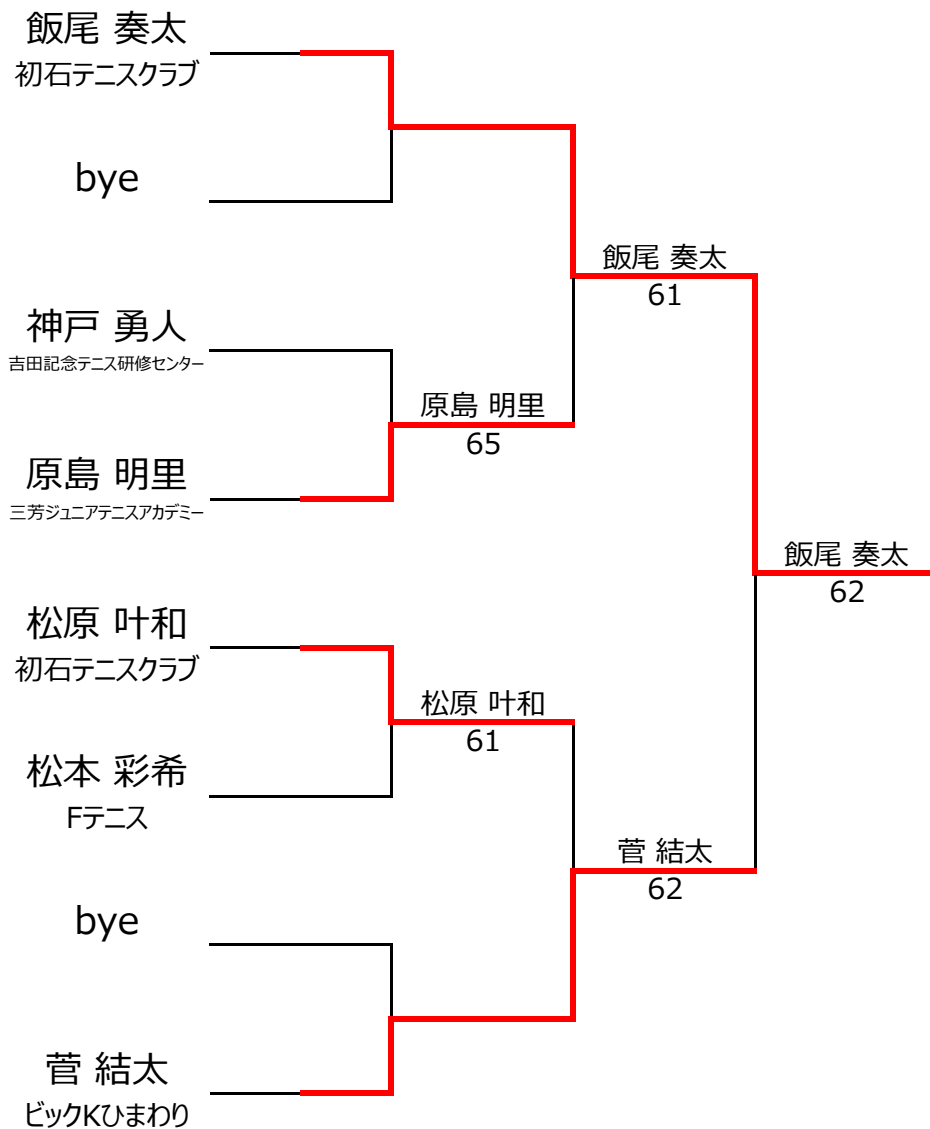 飯尾 奏太
初石テニスクラブ
bye
神戸 勇人
吉田記念テニス研修センター
原島 明里
三芳ジュニアテニスアカデミー
松原 叶和
初石テニスクラブ
松本 彩希
Fテニス
bye
菅 結太
ビックKひまわり
原島 明里
65
松原 叶和
61
飯尾 奏太
61
菅 結太
62
飯尾 奏太
62